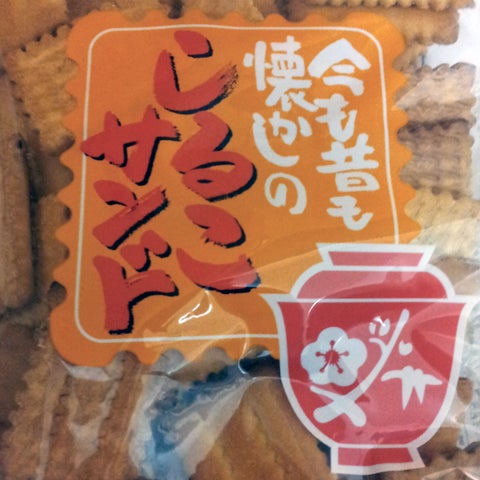 今も昔も
懐かしの
しるこ
サンド